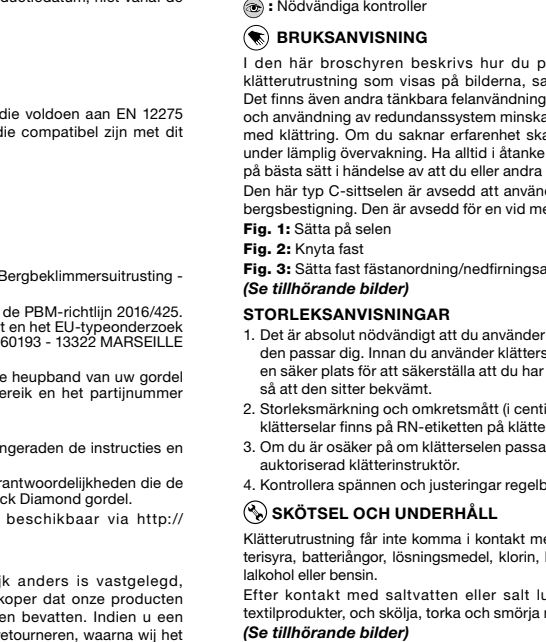 die voldoen aan EN 12275
die compatibel zijn met dit
Bergbeklimmersuitrusting -
de PBM-richtlijn 2016/425.
t en het EU-typeonderzoek
60193 - 13322 MARSEILLE
e heupband van uw gordel
ereik en het partijnummer
ngeraden de instructies en
rantwoordelijkheden die de
ck Diamond gordel.
beschikbaar via http://
jk anders is vastgelegd,
koper dat onze producten
en bevatten. Indien u een
retourneren, waarna wij het
: Nödvändiga kontroller
BRUKSANVISNING
I den här broschyren beskrivs hur du p
klätterutrustning som visas på bilderna, sa
Det finns även andra tänkbara felanvändning
och användning av redundanssystem minska
med klättring. Om du saknar erfarenhet ska
under lämplig övervakning. Ha alltid i åtanke
på bästa sätt i händelse av att du eller andra
Den här typ C-sittselen är avsedd att använd
bergsbestigning. Den är avsedd för en vid me
Fig. 1: Sätta på selen
Fig. 2: Knyta fast
Fig. 3: Sätta fast fästanordning/nedfirningsa
(Se tillhörande bilder)
STORLEKSANVISNINGAR
1. Det är absolut nödvändigt att du använder
den passar dig. Innan du använder klätters
en säker plats för att säkerställa att du har
så att den sitter bekvämt.
2. Storleksmärkning och omkretsmått (i centi
klätterselar finns på RN-etiketten på klätte
3. Om du är osäker på om klätterselen passa
auktoriserad klätterinstruktör.
4. Kontrollera spännen och justeringar regelb
SKÖTSEL OCH UNDERHÅLL
Klätterutrustning får inte komma i kontakt me
terisyra, batteriångor, lösningsmedel, klorin,
lalkohol eller bensin.
Efter kontakt med saltvatten eller salt lu
textilprodukter, och skölja, torka och smörja
(Se tillhörande bilder)